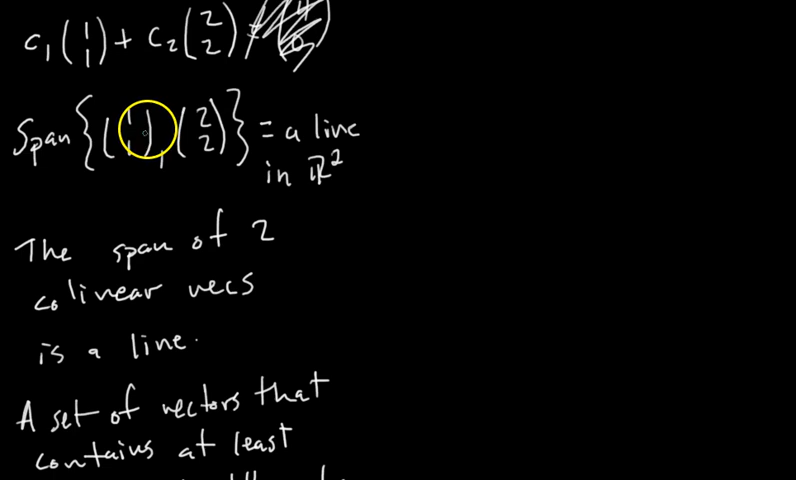 c₁(1 1) + c₂(2 2) =
Span {(1 1), (2 2)} = a line
in ℝ²
The span of 2
colinear vecs
is a line.
A set of vectors that
contains at least